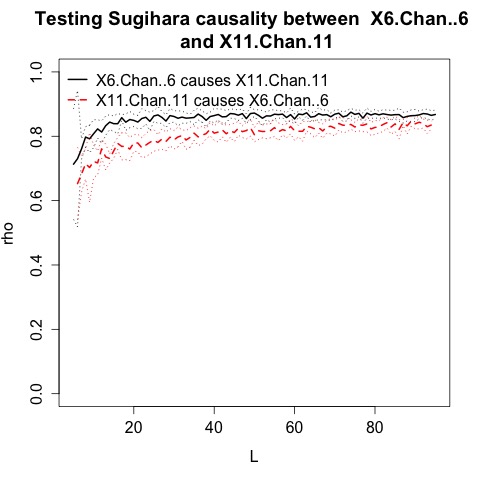 Testing Sugihara causality between  X6.Chan..6
and X11.Chan.11
X6.Chan..6 causes X11.Chan.11
X11.Chan.11 causes X6.Chan..6
1.0
0.8
0.6
0.4
0.2
0.0
rho
20 40 60 80
L